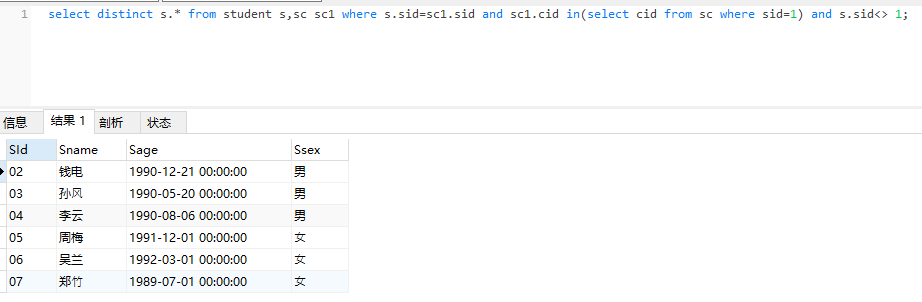 1 select distinct s.* from student s,sc sc1 where s.sid=sc1.sid and sc1.cid in(select cid from sc where sid=1) and s.sid<> 1;
信息 结果 1 剖析 状态
SId Sname Sage Ssex
02 钱电 1990-12-21 00:00:00 男
03 孙风 1990-05-20 00:00:00 男
04 李云 1990-08-06 00:00:00 男
05 周梅 1991-12-01 00:00:00 女
06 吴兰 1992-03-01 00:00:00 女
07 郑竹 1989-07-01 00:00:00 女